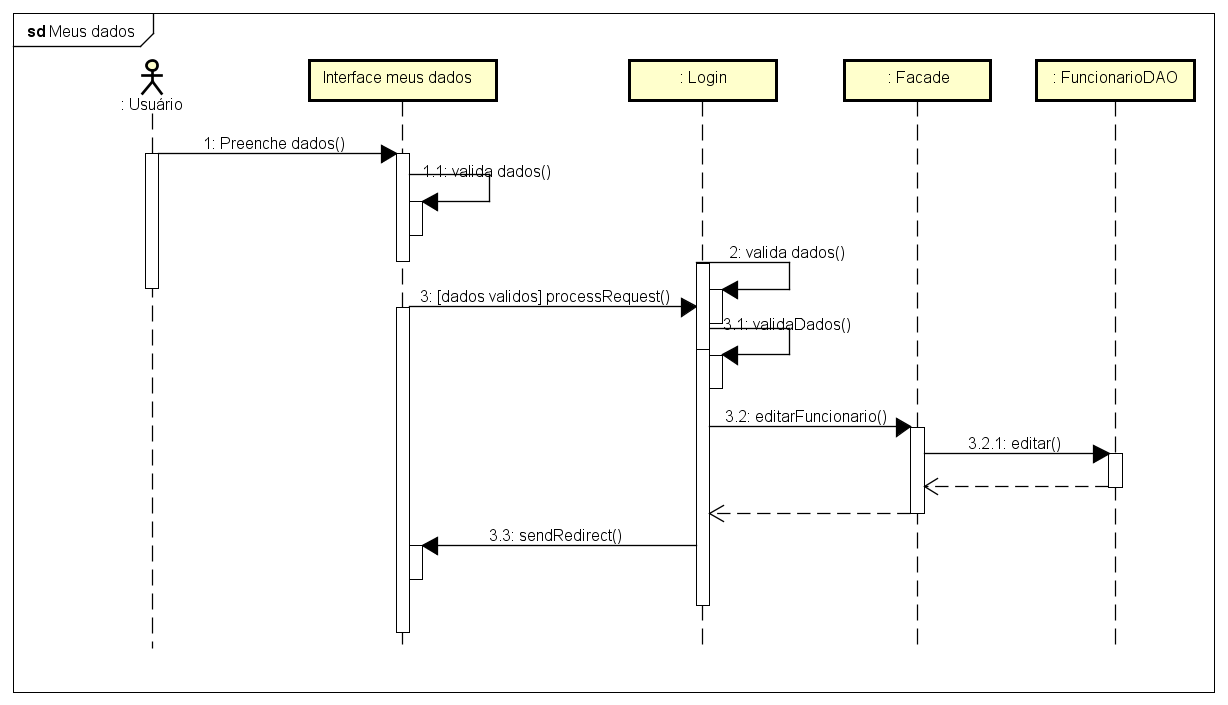 sd Meus dados
: Usuário
Interface meus dados
: Login
: Facade
: FuncionarioDAO
1: Preenche dados()
1.1: valida dados()
2: valida dados()
3: [dados validos] processRequest()
3.1: validaDados()
3.2: editarFuncionario()
3.2.1: editar()
3.3: sendRedirect()